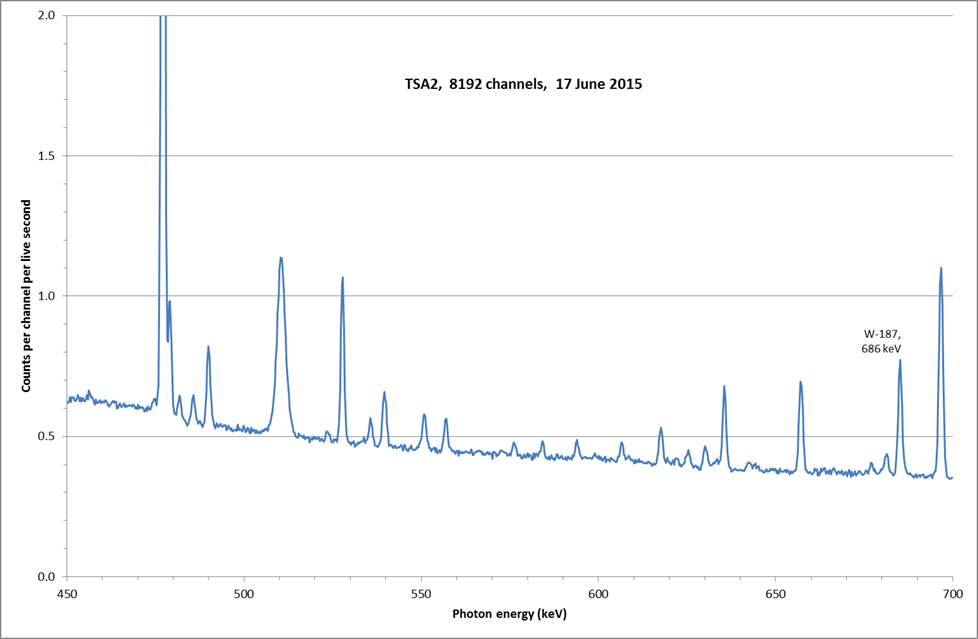 2.0
TSA2,  8192 channels,  17 June 2015
1.5
Counts per channel per live second
1.0
W-187,
686 keV
0.5
0.0
450
500
550
600
650
700
Photon energy (keV)